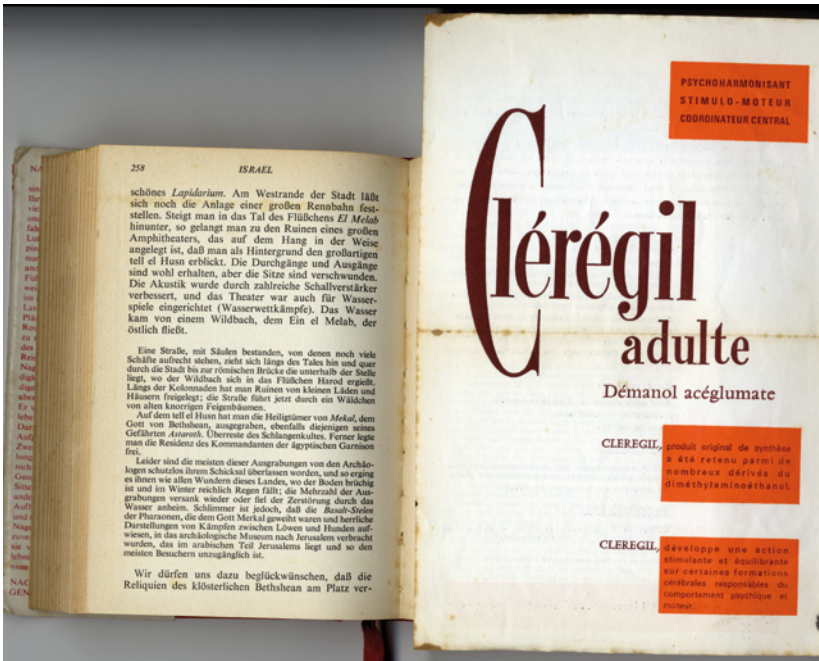 258 ISRAEL
schönes Lapidarium. Am Westrande der Stadt läßt
sich noch die Anlage einer großen Rennbahn fest-
stellen. Steigt man in das Tal des Flüßchens El Melab
hinunter, so gelangt man zu den Ruinen eines großen
Amphitheaters, das auf dem Hang in der Weise
angelegt ist, daß man als Hintergrund den großartigen
tell el Husn erblickt. Die Durchgänge und Ausgänge
sind wohl erhalten, aber die Sitze sind verschwunden.
Die Akustik wurde durch zahlreiche Schallverstärker
verbessert, und das Theater war auch für Wasser-
spiele eingerichtet (Wasserwettkämpfe). Das Wasser
kam von einem Wildbach, dem Ein el Melab, der
östlich fließt.
Eine Straße, mit Säulen bestanden, von denen noch viele
Schäfte aufrecht stehen, zieht sich längs des Tales hin und quer
durch die Stadt bis zur römischen Brücke die unterhalb der Stelle
liegt, wo der Wildbach sich in das Flüßchen Harod ergießt.
Längs der Kolonnaden hat man Ruinen von kleinen Läden und
Häusern freigelegt; die Straße führt jetzt durch ein Wäldchen
von alten knorrigen Feigenbäumen.
Auf dem tell el Husn hat man die Heiligtümer von Mekal, dem
Gott von Bethshean, ausgegraben, ebenfalls diejenigen seines
Gefährten Astaroth. Überreste des Schlangenkultes. Ferner legte
man die Residenz des Kommandanten der ägyptischen Garnison
frei.
Leider sind die meisten dieser Ausgrabungen von den Archäo-
logen schutzlos ihrem Schicksal überlassen worden, und so erging
es ihnen wie allen Wundern dieses Landes, wo der Boden brüchig
ist und im Winter reichlich Regen fällt; die Mehrzahl der Aus-
grabungen versank wieder oder fiel der Zerstörung durch das
Wasser anheim. Schlimmer ist jedoch, daß die Basalt-Stelen
der Pharaonen, die dem Gott Merkal geweiht waren und herrliche
Darstellungen von Kämpfen zwischen Löwen und Hunden auf-
wiesen, in das archäologische Museum nach Jerusalem verbracht
wurden, das im arabischen Teil Jerusalems liegt und so den
meisten Besuchern unzugänglich ist.
Wir dürfen uns dazu beglückwünschen, daß die
Reliquien des klösterlichen Bethshean am Platz ver-
PSYCHOHARMONISANT
STIMULO-MOTEUR
COORDINATEUR CENTRAL
Clérégil
adulte
Démanol acéglumate
CLEREGIL, produit original de synthèse
a été retenu parmi de
nombreux dérivés du
diméthylaminoéthanol.
CLEREGIL, développe une action
stimulante et équilibrante
sur certaines formations
cérébrales responsables du
comportement psychique et
moteur.